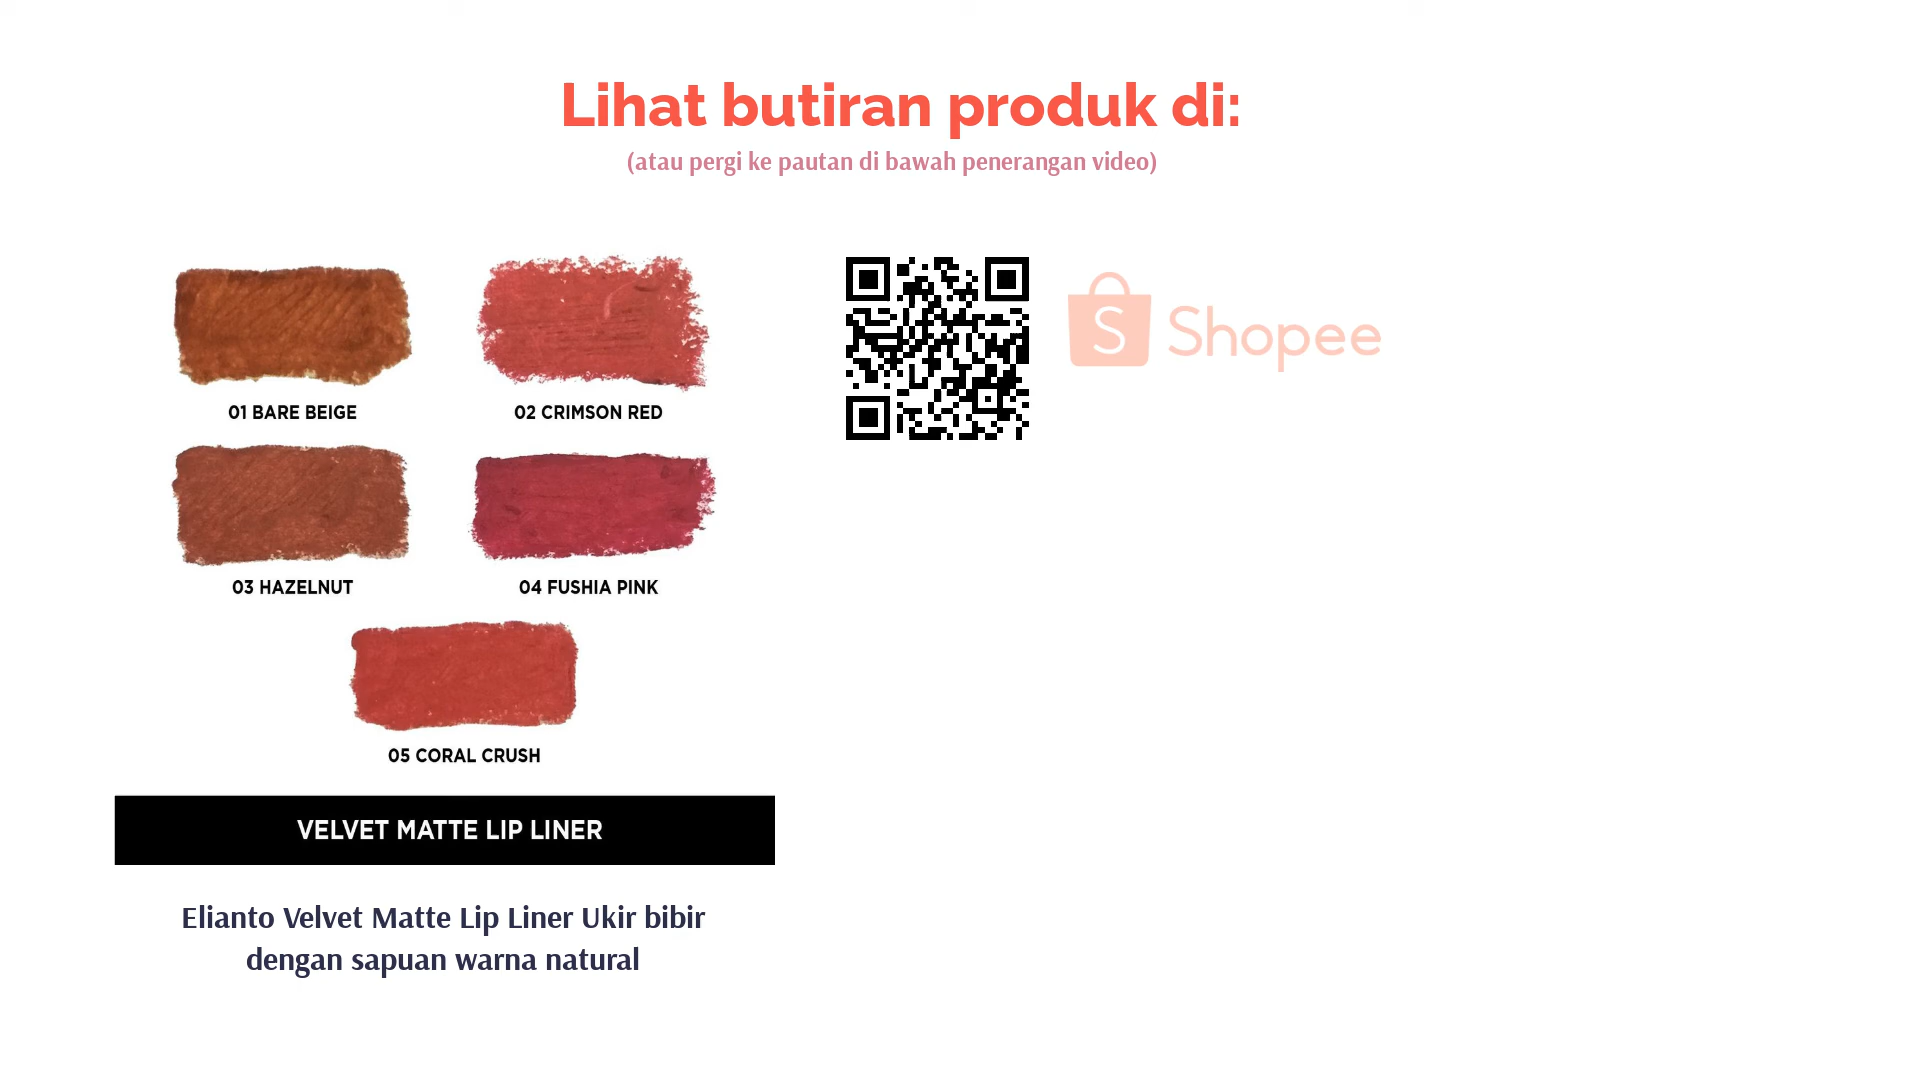 Lihat butiran produk di:
(atau pergi ke pautan di bawah penerangan video)
01 BARE BEIGE
02 CRIMSON RED
03 HAZELNUT
04 FUSHIA PINK
05 CORAL CRUSH
VELVET MATTE LIP LINER
Elianto Velvet Matte Lip Liner Ukir bibir
dengan sapuan warna natural
S Shopee